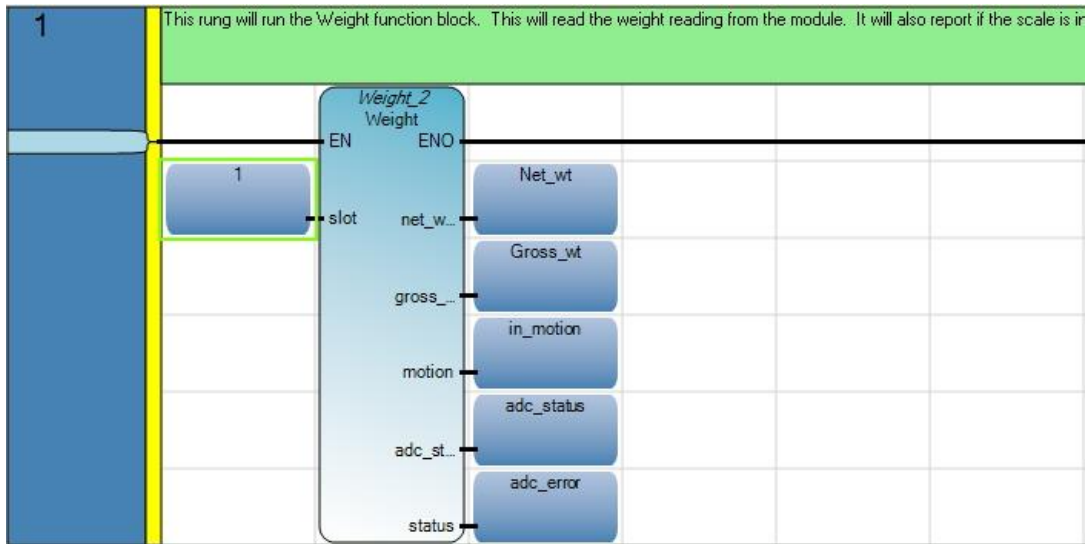 1
This rung will run the Weight function block. This will read the weight reading from the module. It will also report if the scale is in
Weight_2
Weight
EN ENO
1 Net_wt
slot net_w...
Gross_wt
gross_...
in_motion
motion
adc_status
adc_st...
adc_error
status